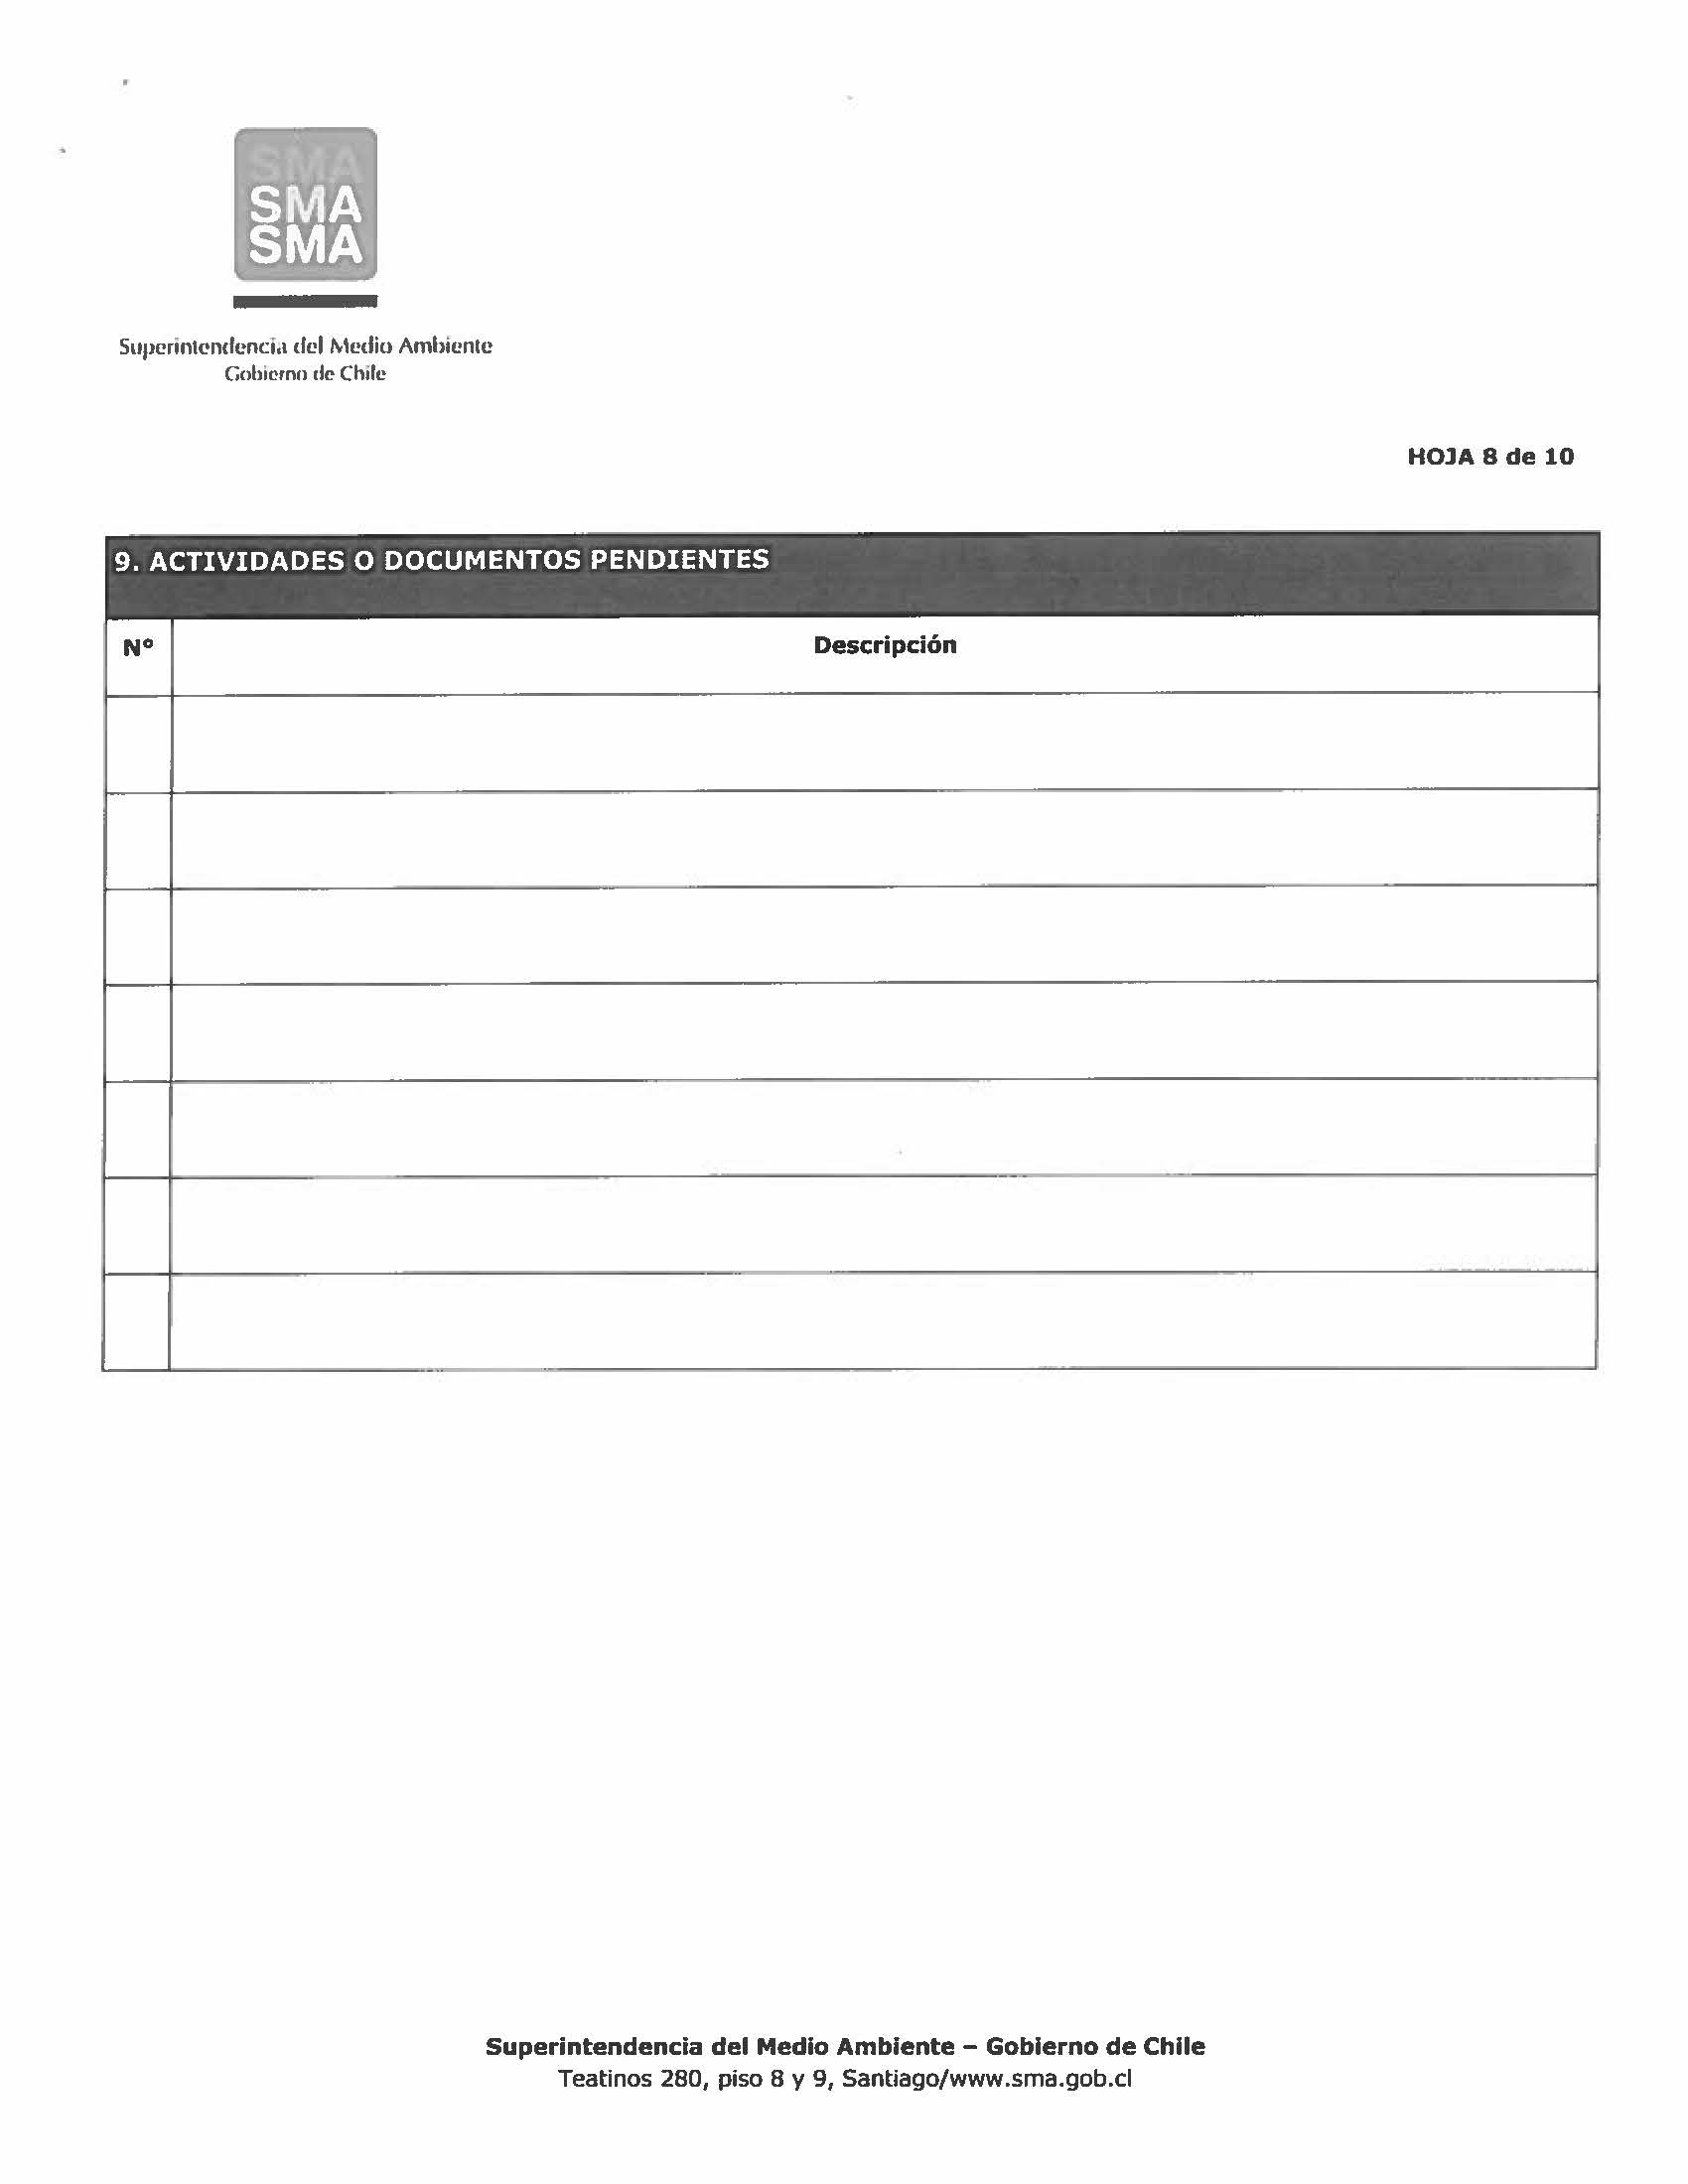 SMA
SMA
SMA
Superintendencia del Medio Ambiente
Gobierno de Chile
HOJA 8 de 10
9. ACTIVIDADES O DOCUMENTOS PENDIENTES
Nº Descripción
Superintendencia del Medio Ambiente – Gobierno de Chile
Teatinos 280, piso 8 y 9, Santiago/www.sma.gob.cl